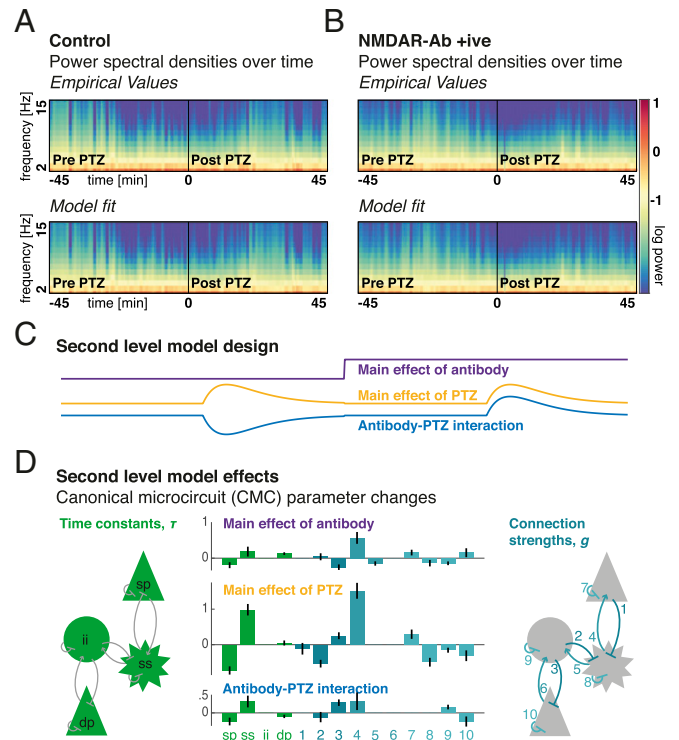 A
Control
Power spectral densities over time
Empirical Values
frequency [Hz]
15
2
Pre PTZ
Post PTZ
-45
time [min]
0
45
Model fit
frequency [Hz]
15
2
Pre PTZ
Post PTZ
-45
time [min]
0
45
B
NMDAR-Ab +ive
Power spectral densities over time
Empirical Values
Pre PTZ
Post PTZ
-45
0
45
Model fit
Pre PTZ
Post PTZ
-45
0
45
1
0
-1
log power
C
Second level model design
Main effect of antibody
Main effect of PTZ
Antibody-PTZ interaction
D
Second level model effects
Canonical microcircuit (CMC) parameter changes
Time constants, τ
sp
ii
ss
dp
1
Main effect of antibody
0
Main effect of PTZ
1
0
Antibody-PTZ interaction
.5
0
sp ss ii dp 1 2 3 4 5 6 7 8 9 10
Connection
strengths, g
7
1
2 4
9 3 5
8
6
10